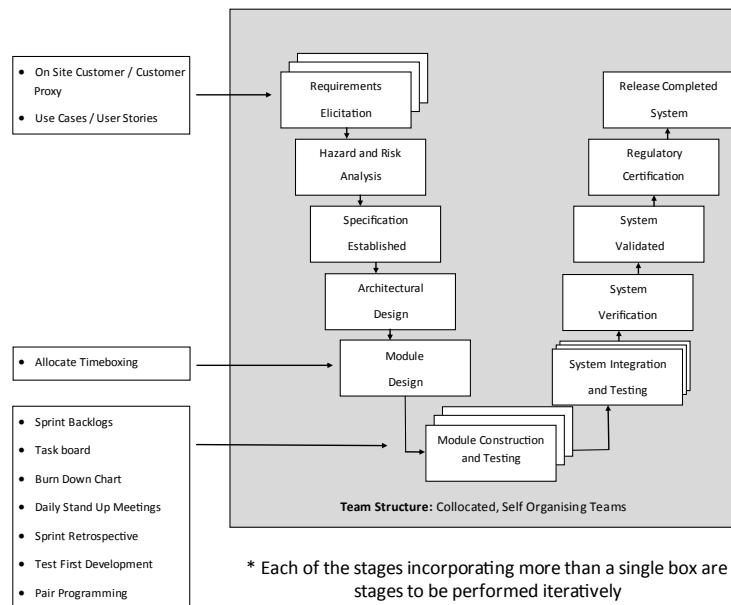 • On Site Customer / Customer
Proxy
• Use Cases / User Stories
Requirements
Elicitation
Hazard and Risk
Analysis
Specification
Established
Architectural
Design
• Allocate Timeboxing
Module
Design
• Sprint Backlogs
• Task board
• Burn Down Chart
• Daily Stand Up Meetings
• Sprint Retrospective
• Test First Development
• Pair Programming
Module Construction
and Testing
System Integration
and Testing
System
Verification
System
Validated
Regulatory
Certification
Release Completed
System
Team Structure: Collocated, Self Organising Teams
* Each of the stages incorporating more than a single box are
stages to be performed iteratively